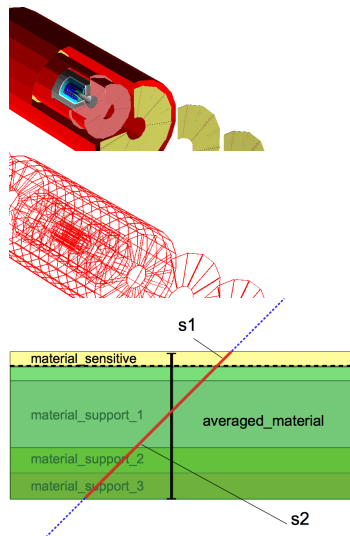 s1
material_sensitive
material_support_1
averaged_material
material_support_2
material_support_3
s2